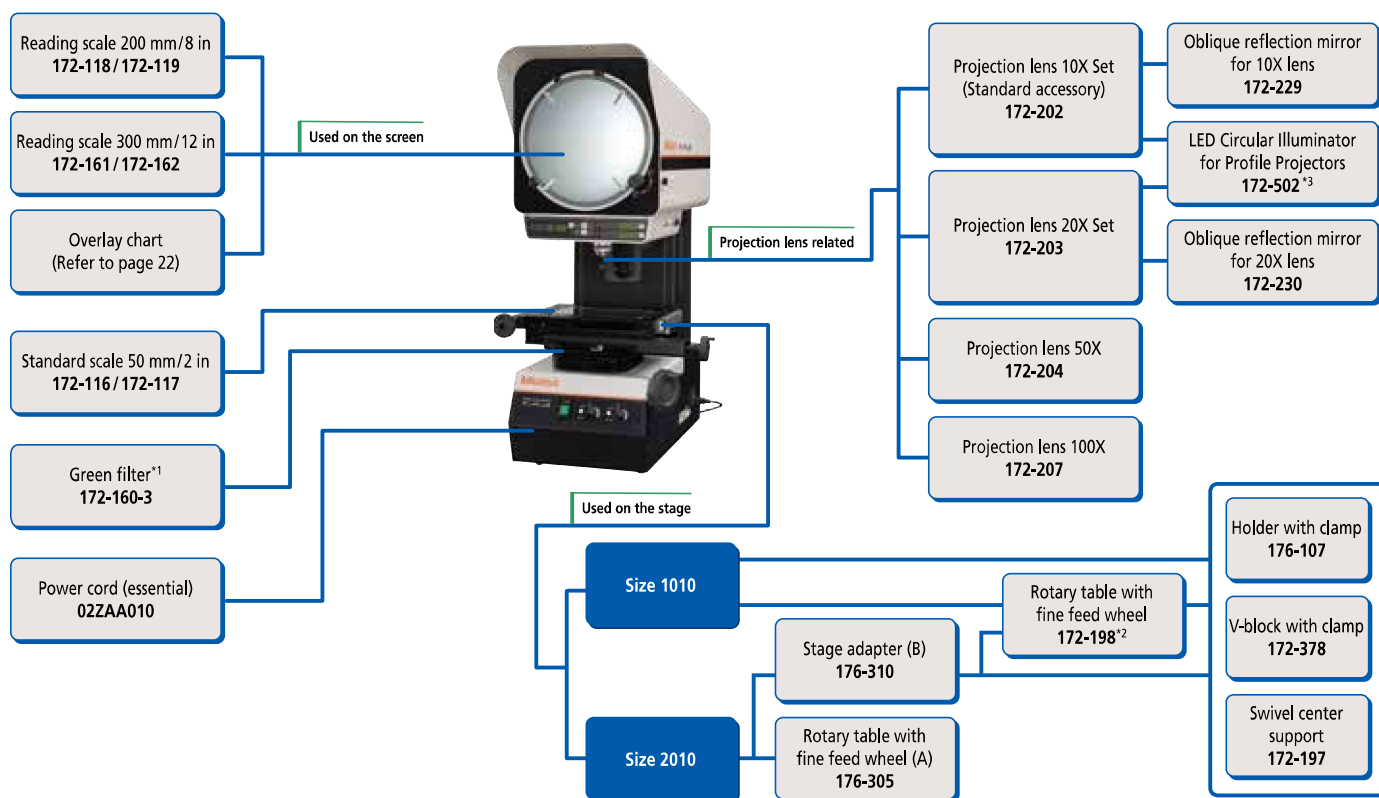 Reading scale 200 mm/8 in
172-118/172-119
Reading scale 300 mm/12 in
172-161/172-162
Overlay chart
(Refer to page 22)
Used on the screen
Standard scale 50 mm/2 in
172-116/172-117
Green filter*1
172-160-3
Power cord (essential)
02ZAA010
Projection lens related
Projection lens 10X Set
(Standard accessory)
172-202
Projection lens 20X Set
172-203
Projection lens 50X
172-204
Projection lens 100X
172-207
Oblique reflection mirror
for 10X lens
172-229
LED Circular Illuminator
for Profile Projectors
172-502*3
Oblique reflection mirror
for 20X lens
172-230
Used on the stage
Size 1010
Size 2010
Stage adapter (B)
176-310
Rotary table with
fine feed wheel (A)
176-305
Rotary table with
fine feed wheel
172-198*2
Holder with clamp
176-107
V-block with clamp
172-378
Swivel center
support
172-197
Mitutoyo